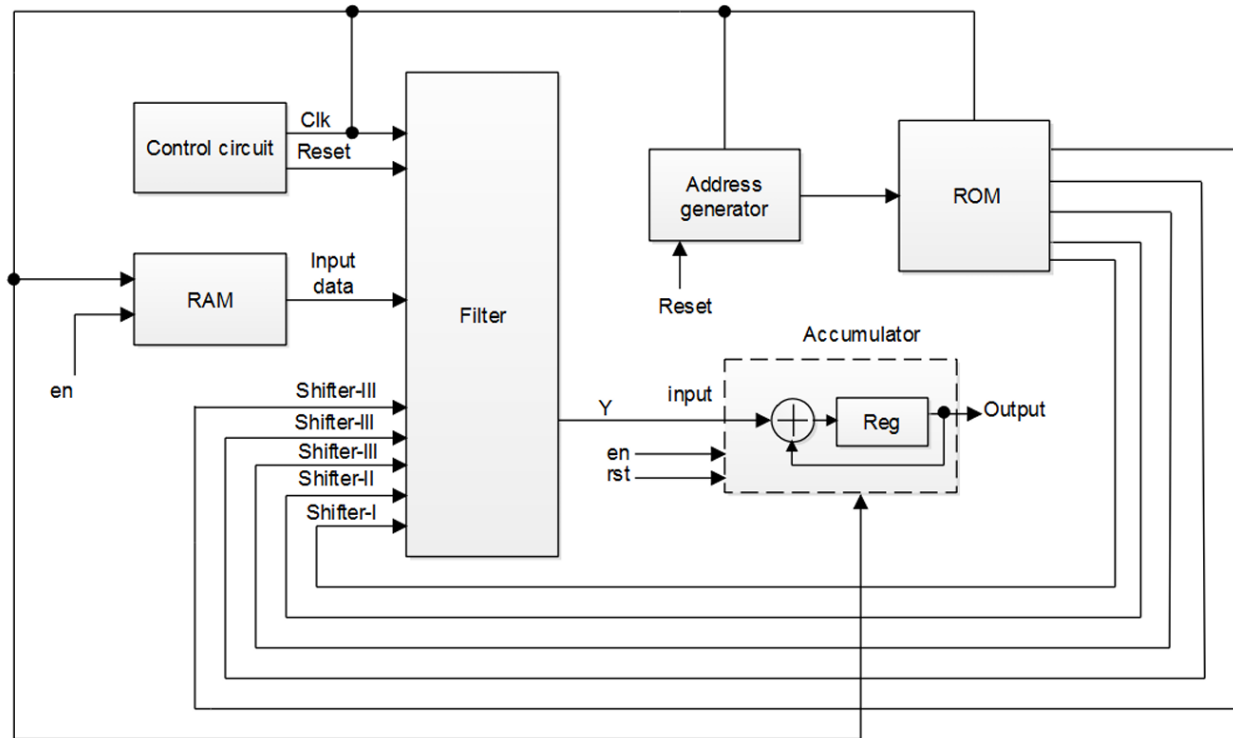 Control circuit
Clk
Reset
Address
generator
ROM
Reset
RAM
Input
data
en
Filter
Accumulator
Shifter-III
Shifter-III
Shifter-III
Shifter-II
Shifter-I
Y
input
Reg
Output
en
rst